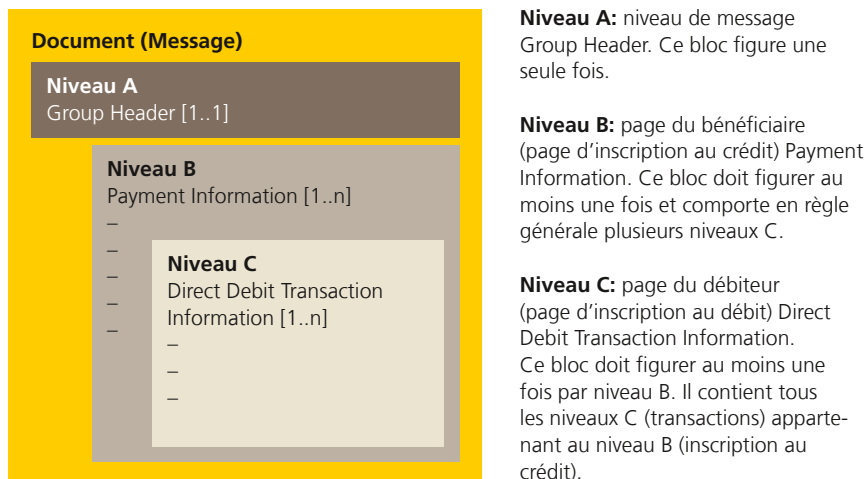 Document (Message)
Niveau A
Group Header [1..1]
Niveau B
Payment Information [1..n]
–
–
–
–
–
Niveau C
Direct Debit Transaction
Information [1..n]
–
–
–
Niveau A: niveau de message
Group Header. Ce bloc figure une
seule fois.
Niveau B: page du bénéficiaire
(page d’inscription au crédit) Payment
Information. Ce bloc doit figurer au
moins une fois et comporte en règle
générale plusieurs niveaux C.
Niveau C: page du débiteur
(page d’inscription au débit) Direct
Debit Transaction Information.
Ce bloc doit figurer au moins une
fois par niveau B. Il contient tous
les niveaux C (transactions) apparte-
nant au niveau B (inscription au
crédit).